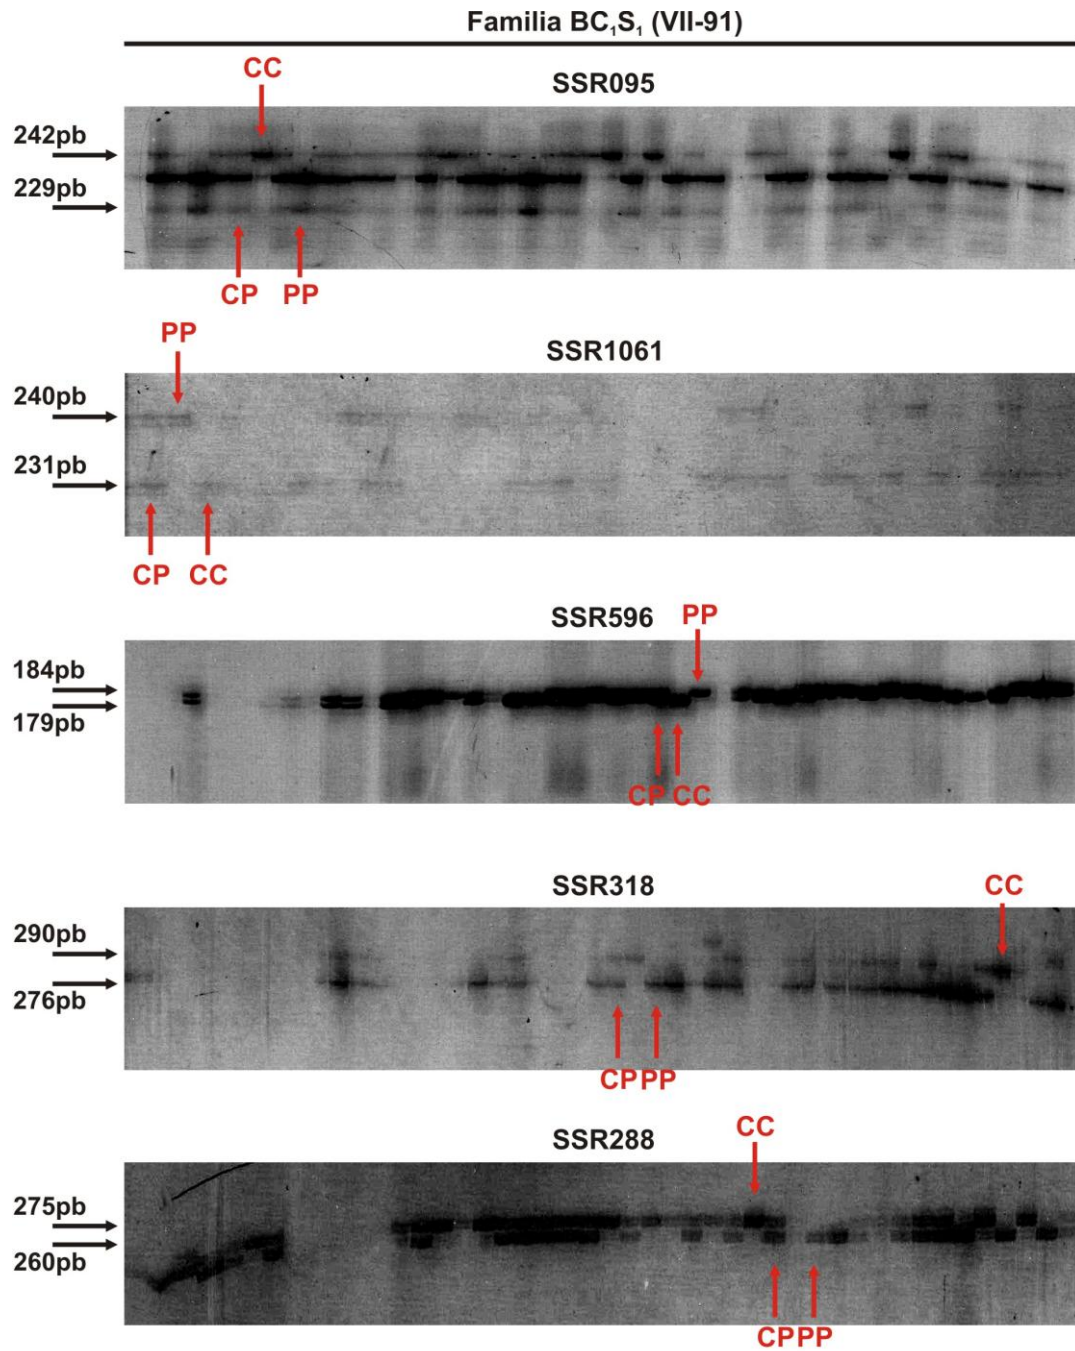 Familia BC₁S₁ (VII-91)
CC
SSR095
242pb
229pb
CP PP
PP
SSR1061
240pb
231pb
CP CC
SSR596
PP
184pb
179pb
CP CC
SSR318
CC
290pb
276pb
CP PP
SSR288
CC
275pb
260pb
CP PP